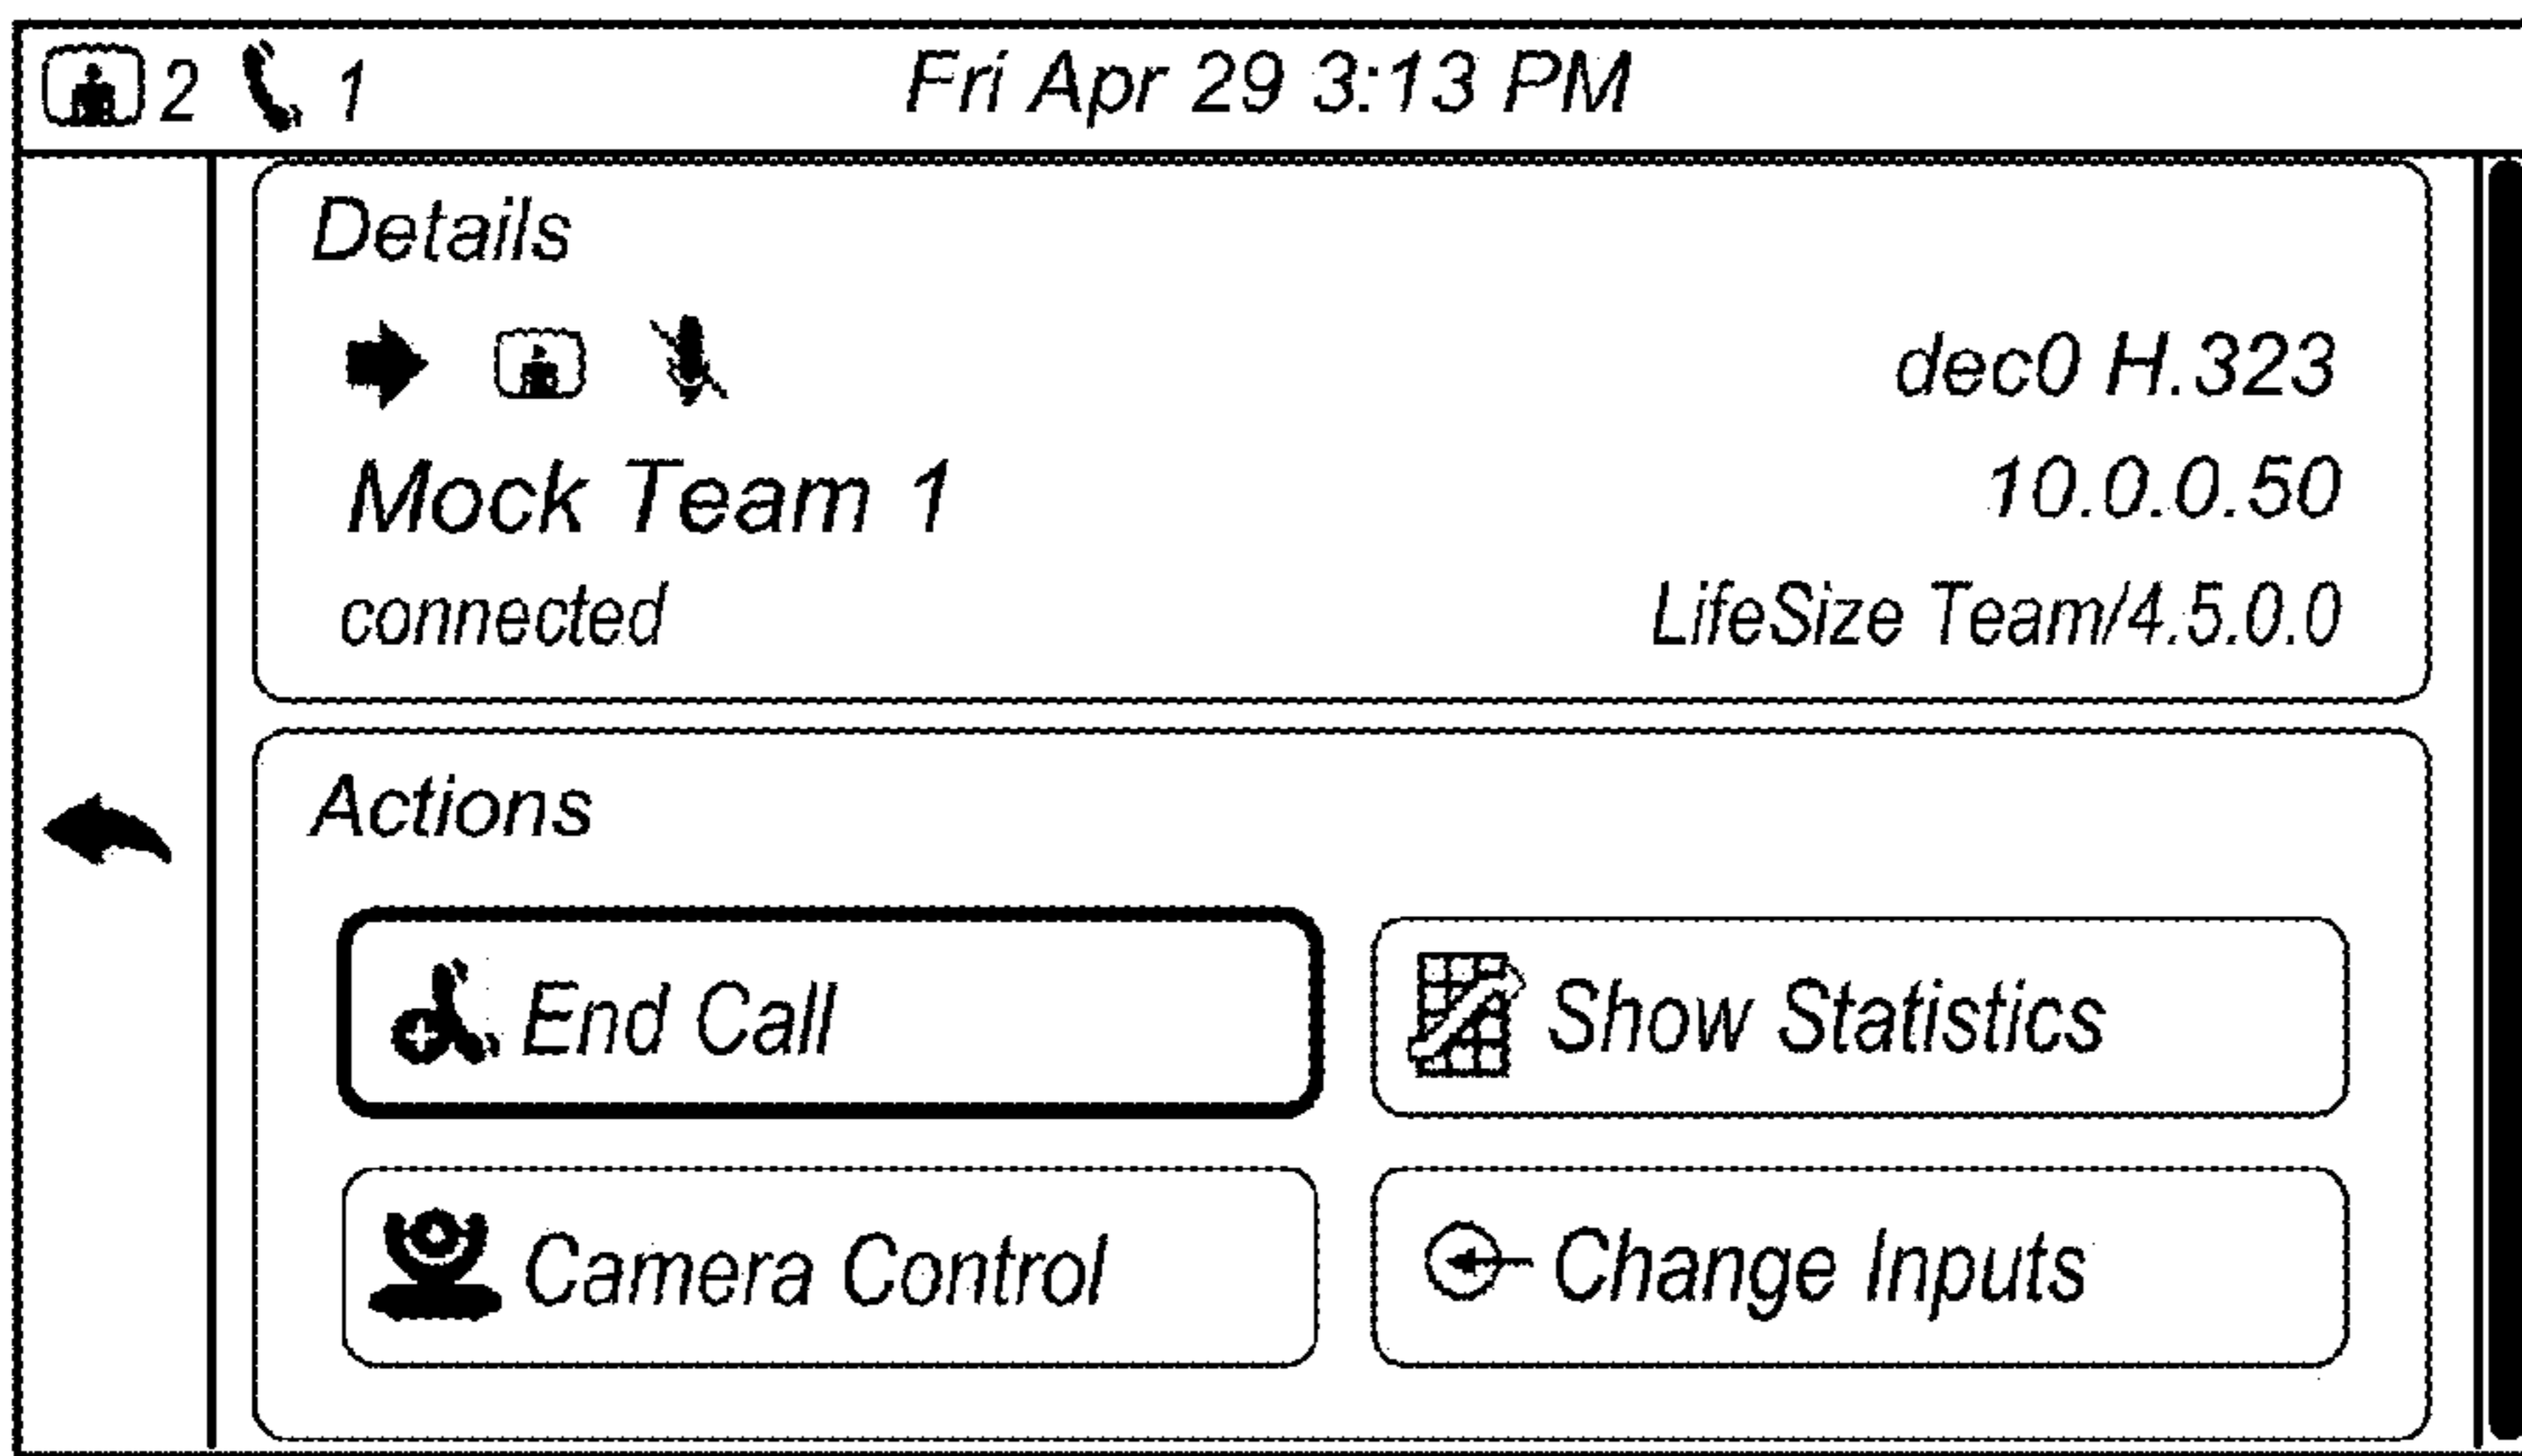 2 1 Fri Apr 29 3:13 PM
Details
dec0 H.323
Mock Team 1 10.0.0.50
connected LifeSize Team/4.5.0.0
Actions
End Call Show Statistics
Camera Control Change Inputs